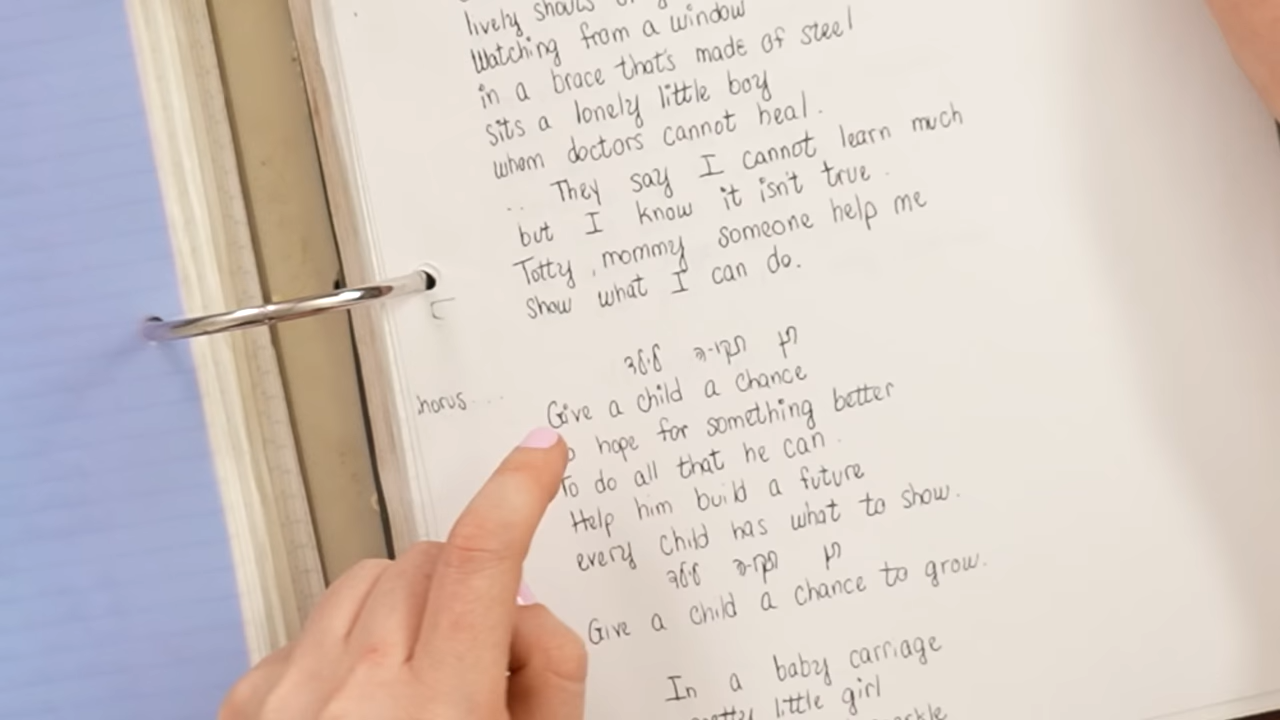 lively shouts
Watching from a window
in a brace that's made of steel
sits a lonely little boy
whom doctors cannot heal.
.. They say I cannot learn much
but I know it isn't true.
Totty, mommy someone help me
Show what I can do.
horus....
Give a child a chance
hope for something better
To do all that he can.
Help him build a future
every child has what to show.
Give a child a chance to grow.
In a baby carriage
little girl